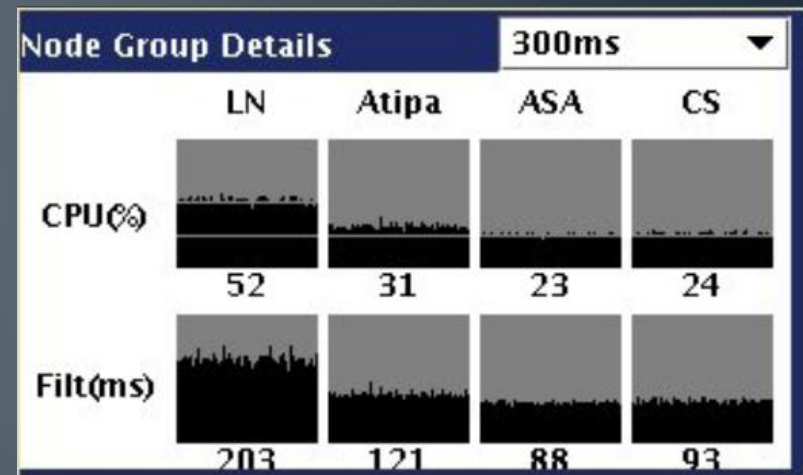 Node Group Details 300ms
LN Atipa ASA CS
CPU(%)
52 31 23 24
Filt(ms)
203 121 88 93